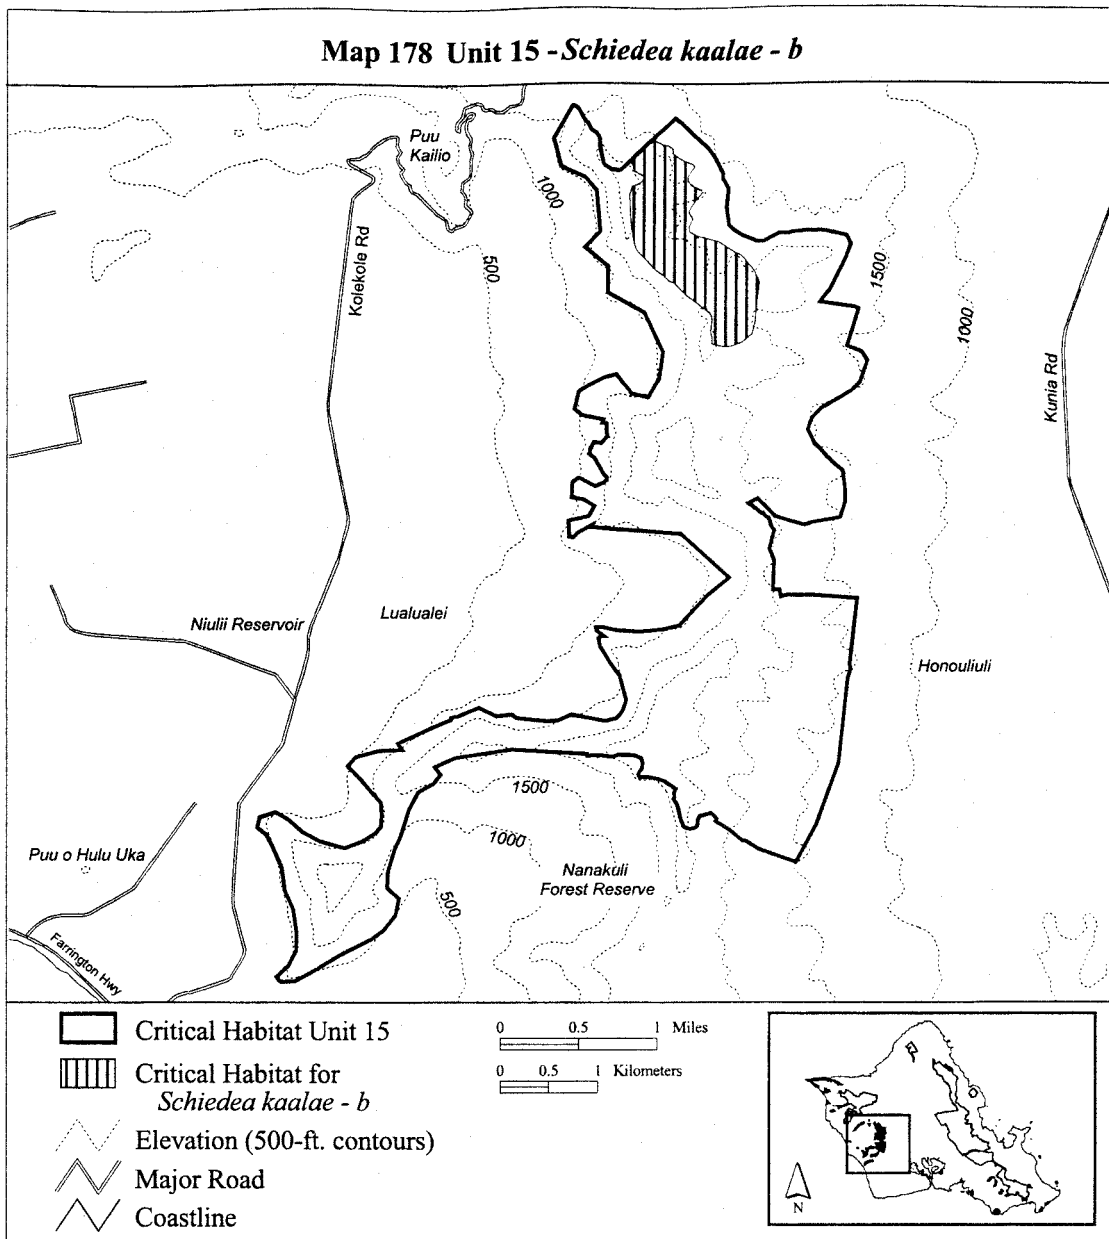 Map 178 Unit 15 - Schiedea kaalae - b
Puu
Kailio
1000
500
Kolekole Rd
1500
1000
Kunia Rd
Niulii Reservoir
Lualualei
Honouliuli
1500
1000
500
Puu o Hulu Uka
Nanakuli
Forest Reserve
Farrington Hwy
Critical Habitat Unit 15
Critical Habitat for
Schiedea kaalae - b
Elevation (500-ft. contours)
Major Road
Coastline
0 0.5 1 Miles
0 0.5 1 Kilometers
N